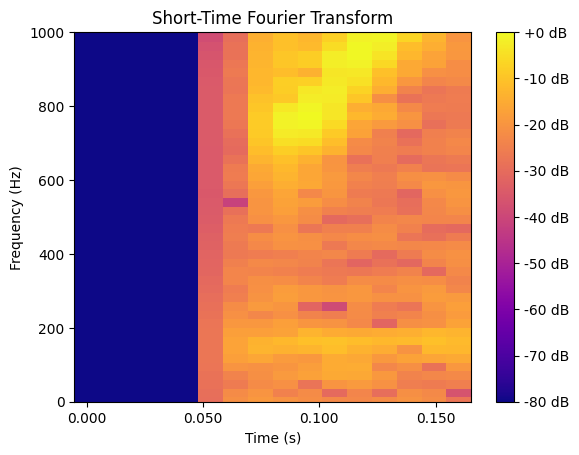 Short-Time Fourier Transform
1000
800
600
400
200
0
Frequency (Hz)
0.000
0.050
0.100
0.150
Time (s)
+0 dB
-10 dB
-20 dB
-30 dB
-40 dB
-50 dB
-60 dB
-70 dB
-80 dB